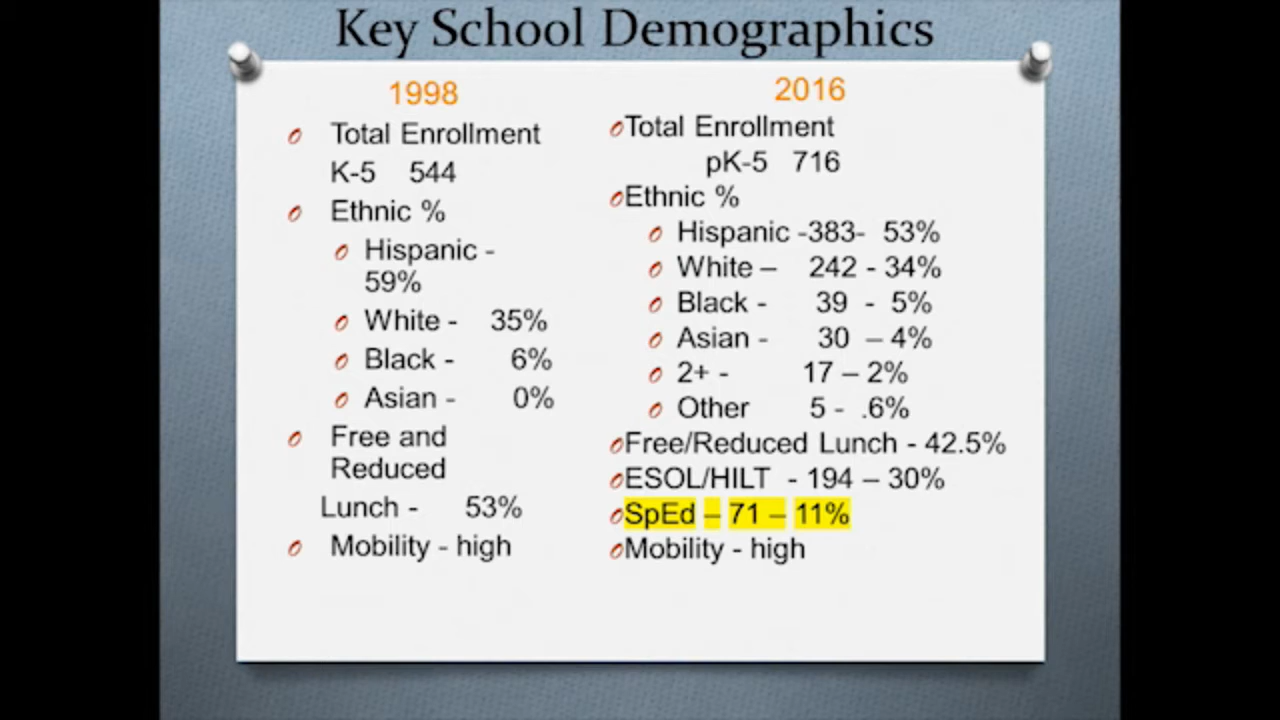 Key School Demographics
1998
Total Enrollment
K-5 544
Ethnic %
Hispanic -
59%
White - 35%
Black - 6%
Asian - 0%
Free and
Reduced
Lunch - 53%
Mobility - high
2016
Total Enrollment
pK-5 716
Ethnic %
Hispanic -383- 53%
White – 242 - 34%
Black - 39 - 5%
Asian - 30 – 4%
2+ - 17 – 2%
Other 5 - .6%
Free/Reduced Lunch - 42.5%
ESOL/HILT - 194 – 30%
SpEd – 71 – 11%
Mobility - high